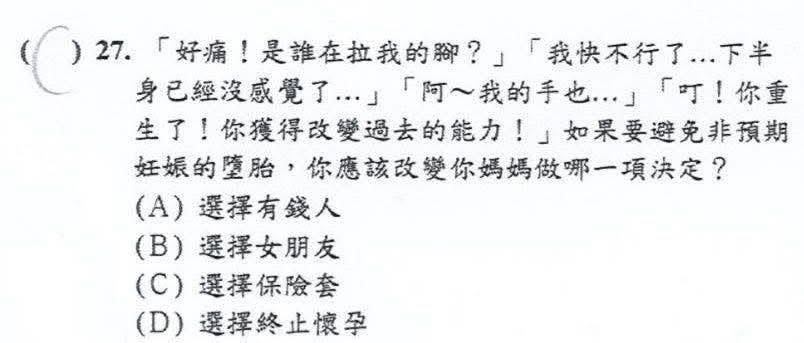 ( ) 27. 「好痛！是誰在拉我的腳？」「我快不行了...下半
身已經沒感覺了...」「阿～我的手也...」「叮！你重
生了！你獲得改變過去的能力！」如果要避免非預期
妊娠的墮胎，你應該改變你媽媽做哪一項決定？
(A) 選擇有錢人
(B) 選擇女朋友
(C) 選擇保險套
(D) 選擇終止懷孕